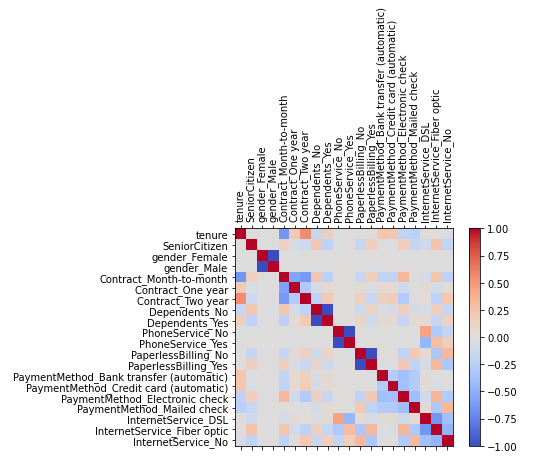 tenure
SeniorCitizen
gender_Female
gender_Male
Contract_Month-to-month
Contract_One year
Contract_Two year
Dependents_No
Dependents_Yes
PhoneService_No
PhoneService_Yes
PaperlessBilling_No
PaperlessBilling_Yes
PaymentMethod_Bank transfer (automatic)
PaymentMethod_Credit card (automatic)
PaymentMethod_Electronic check
PaymentMethod_Mailed check
InternetService_DSL
InternetService_Fiber optic
InternetService_No
tenure
SeniorCitizen
gender_Female
gender_Male
Contract_Month-to-month
Contract_One year
Contract_Two year
Dependents_No
Dependents_Yes
PhoneService_No
PhoneService_Yes
PaperlessBilling_No
PaperlessBilling_Yes
PaymentMethod_Bank transfer (automatic)
PaymentMethod_Credit card (automatic)
PaymentMethod_Electronic check
PaymentMethod_Mailed check
InternetService_DSL
InternetService_Fiber optic
InternetService_No
1.00
0.75
0.50
0.25
0.00
−0.25
−0.50
−0.75
−1.00